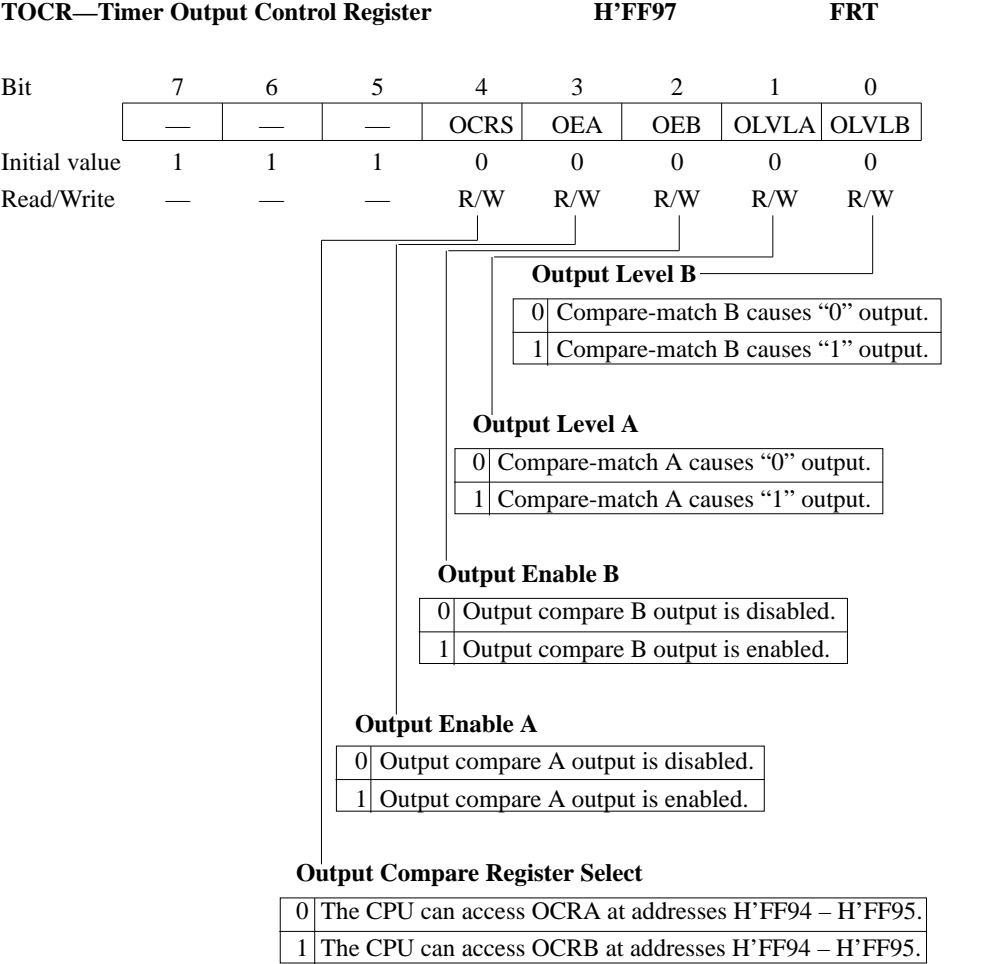 TOCR—Timer Output Control Register H’FF97 FRT
Bit 7 6 5 4 3 2 1 0
— — — OCRS OEA OEB OLVLA OLVLB
Initial value 1 1 1 0 0 0 0 0
Read/Write — — — R/W R/W R/W R/W R/W
Output Level B
0 Compare-match B causes “0” output.
1 Compare-match B causes “1” output.
Output Level A
0 Compare-match A causes “0” output.
1 Compare-match A causes “1” output.
Output Enable B
0 Output compare B output is disabled.
1 Output compare B output is enabled.
Output Enable A
0 Output compare A output is disabled.
1 Output compare A output is enabled.
Output Compare Register Select
0 The CPU can access OCRA at addresses H’FF94 – H’FF95.
1 The CPU can access OCRB at addresses H’FF94 – H’FF95.